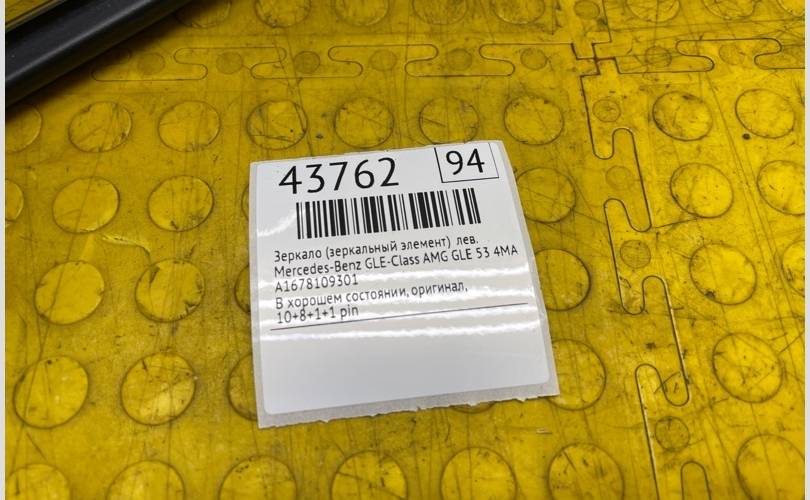 43762 94
Зеркало (зеркальный элемент) лев.
Mercedes-Benz GLE-Class AMG GLE 53 4MA
A1678109301
В хорошем состоянии, оригинал,
10+8+1+1 pin